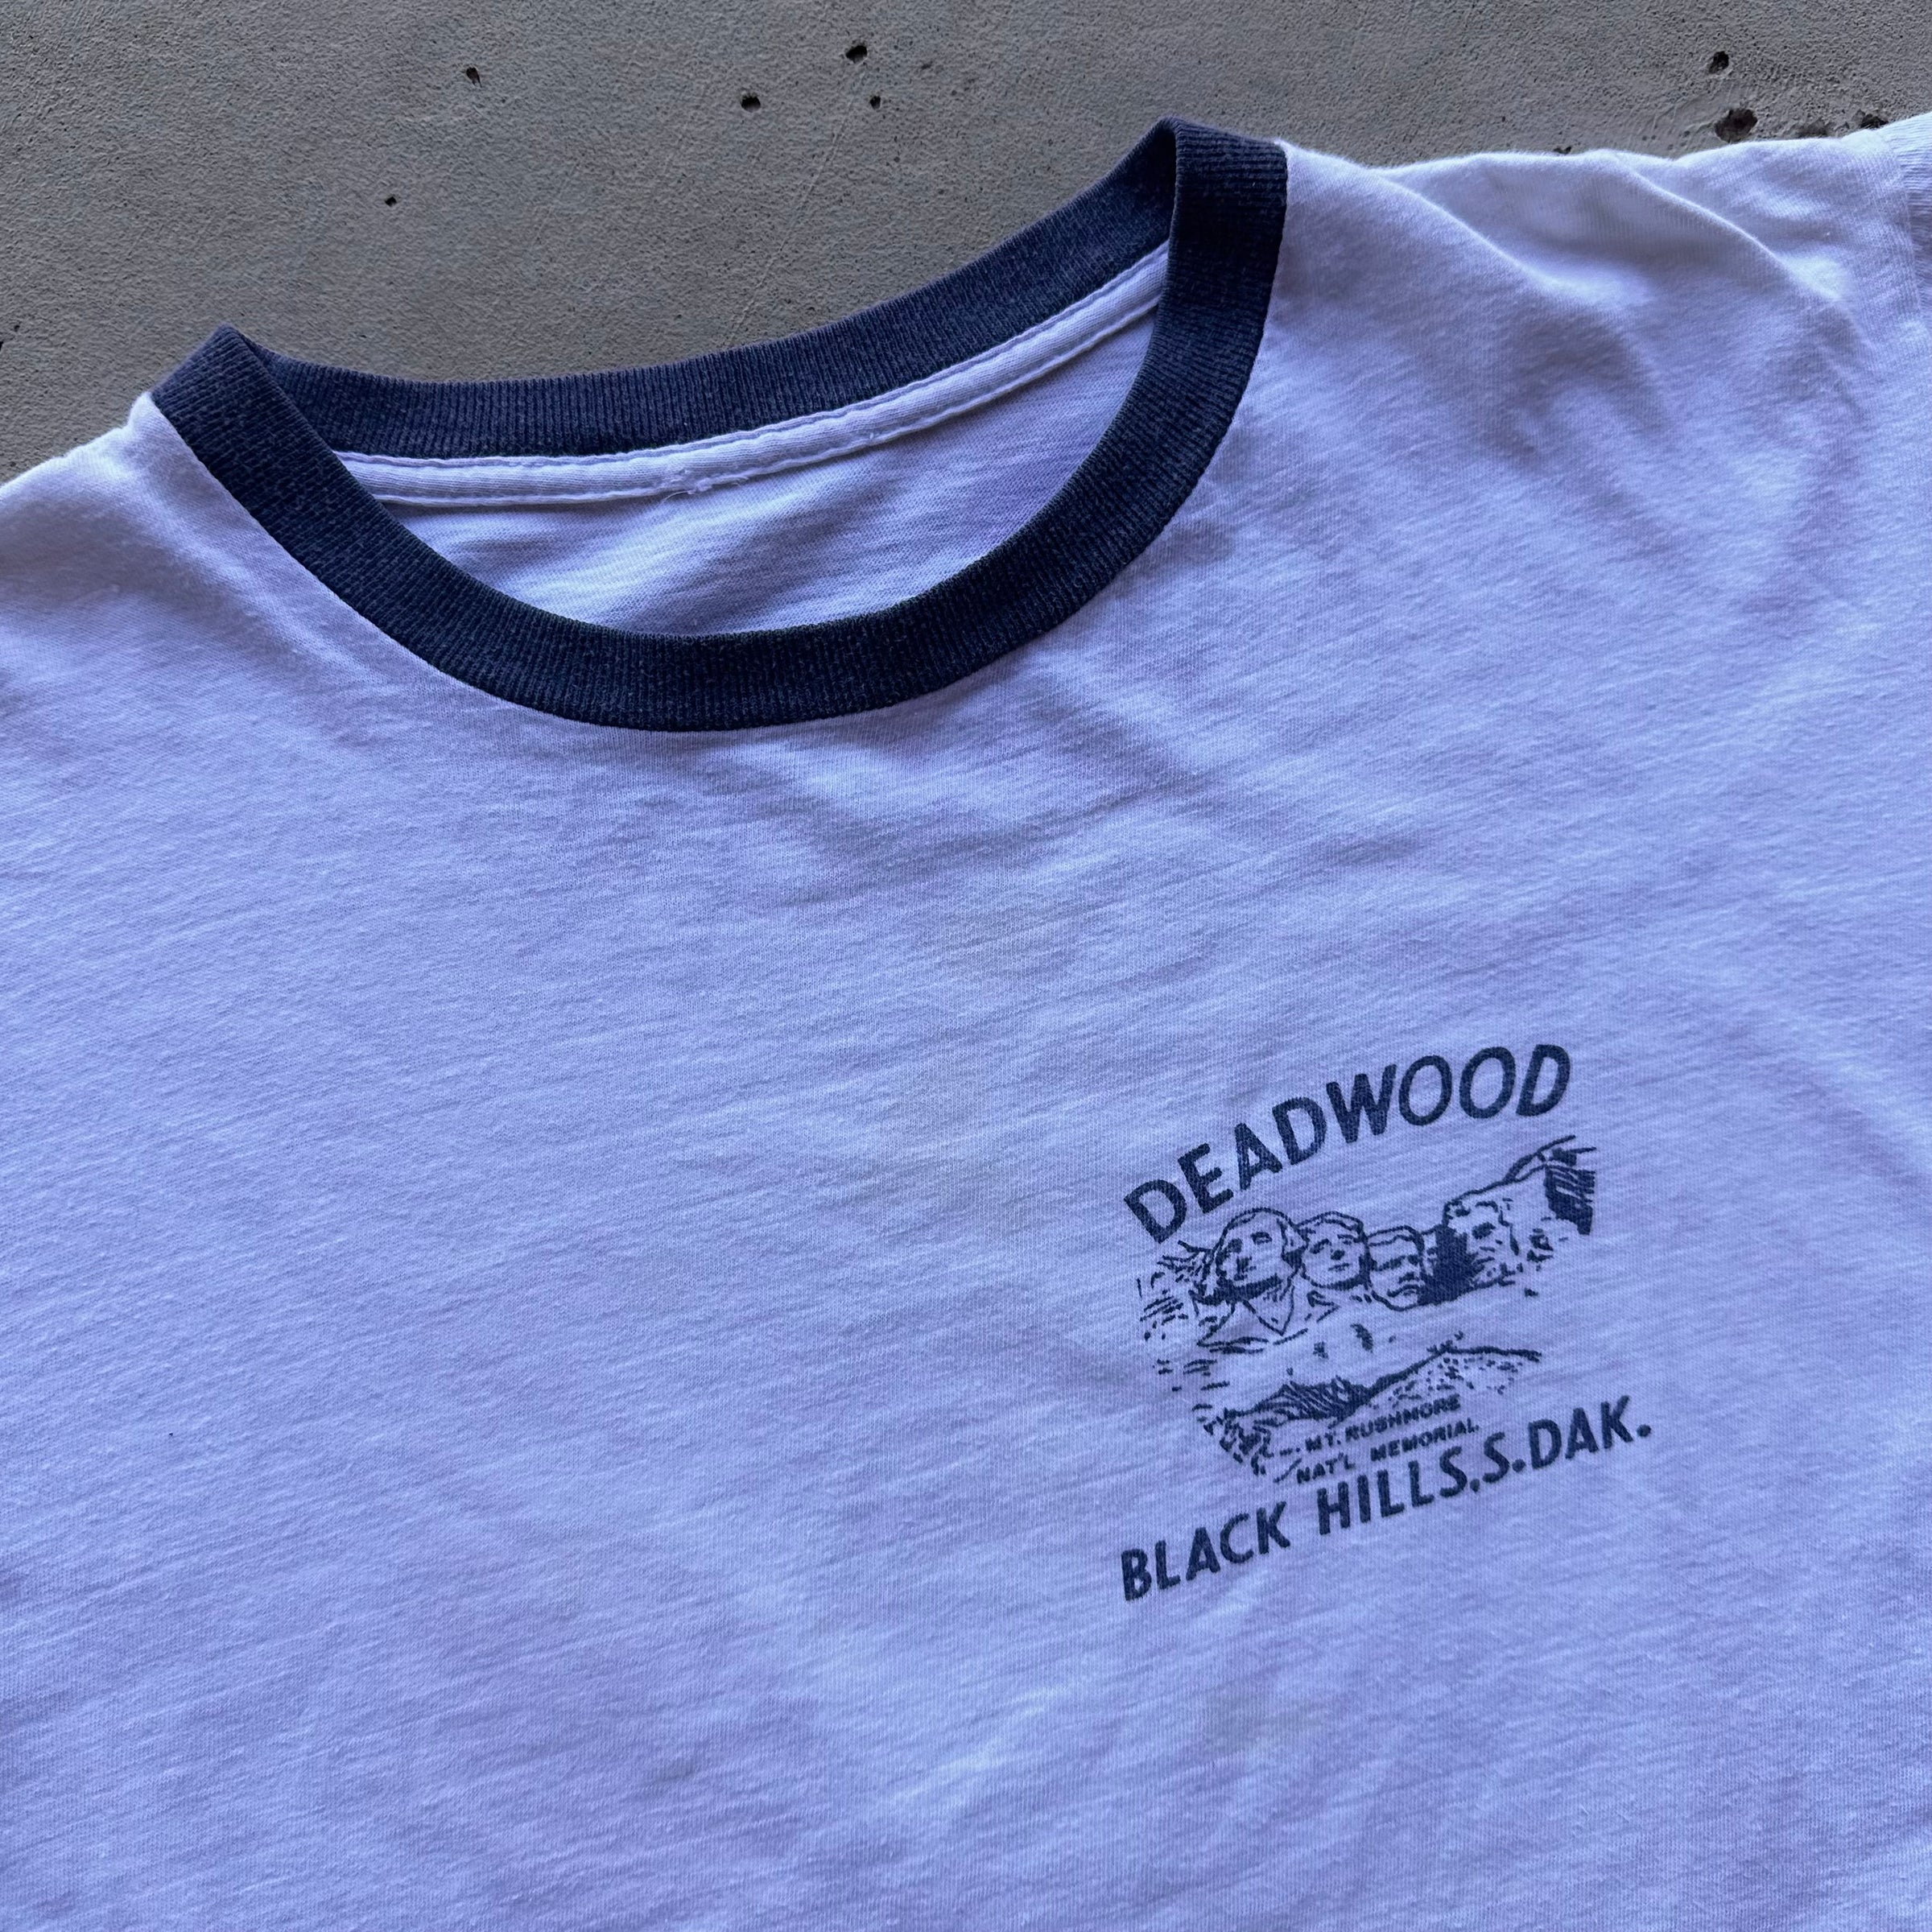 DEADWOOD
MT. RUSHMORE
NAT'L MEMORIAL
BLACK HILLS, S. DAK.